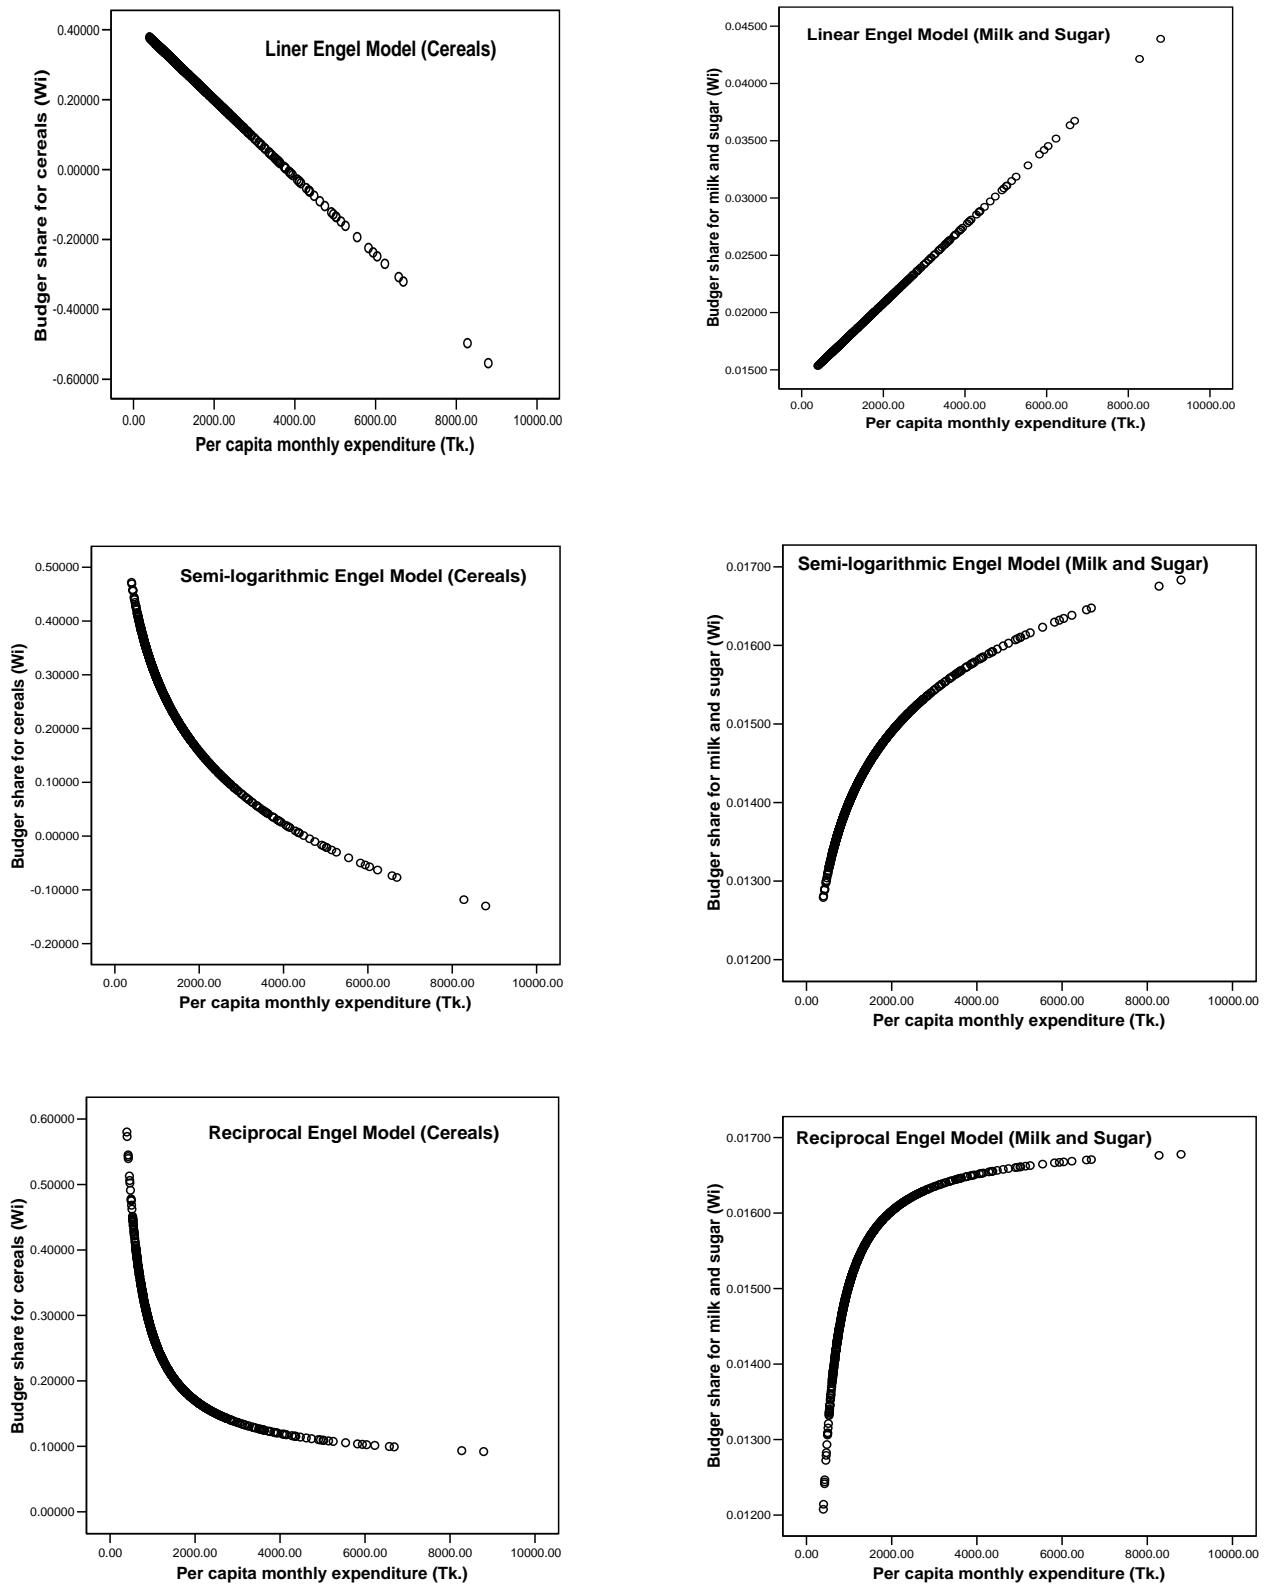 Liner Engel Model (Cereals)
Budger share for cereals (Wi)
0.40000
0.20000
0.00000
-0.20000
-0.40000
-0.60000
0.00 2000.00 4000.00 6000.00 8000.00 10000.00
Per capita monthly expenditure (Tk.)
Linear Engel Model (Milk and Sugar)
Budger share for milk and sugar (Wi)
0.04500
0.04000
0.03500
0.03000
0.02500
0.02000
0.01500
0.00 2000.00 4000.00 6000.00 8000.00 10000.00
Per capita monthly expenditure (Tk.)
Semi-logarithmic Engel Model (Cereals)
Budger share for cereals (Wi)
0.50000
0.40000
0.30000
0.20000
0.10000
0.00000
-0.10000
-0.20000
0.00 2000.00 4000.00 6000.00 8000.00 10000.00
Per capita monthly expenditure (Tk.)
Semi-logarithmic Engel Model (Milk and Sugar)
Budger share for milk and sugar (Wi)
0.01700
0.01600
0.01500
0.01400
0.01300
0.01200
0.00 2000.00 4000.00 6000.00 8000.00 10000.00
Per capita monthly expenditure (Tk.)
Reciprocal Engel Model (Cereals)
Budger share for cereals (Wi)
0.60000
0.50000
0.40000
0.30000
0.20000
0.10000
0.00000
0.00 2000.00 4000.00 6000.00 8000.00 10000.00
Per capita monthly expenditure (Tk.)
Reciprocal Engel Model (Milk and Sugar)
Budger share for milk and sugar (Wi)
0.01700
0.01600
0.01500
0.01400
0.01300
0.01200
0.00 2000.00 4000.00 6000.00 8000.00 10000.00
Per capita monthly expenditure (Tk.)